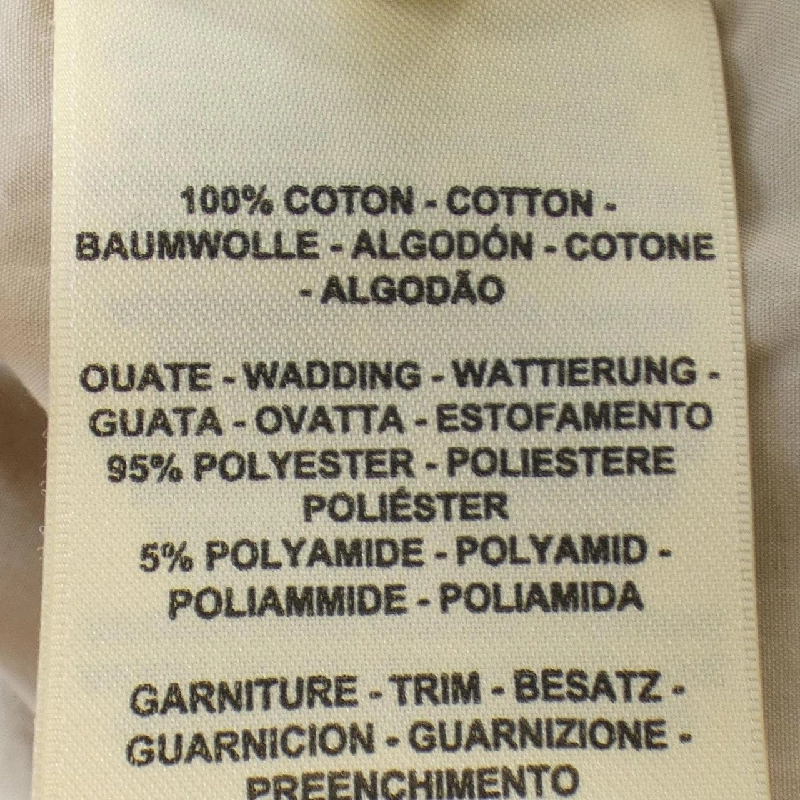 100% COTON - COTTON -
BAUMWOLLE - ALGODÓN - COTONE
- ALGODÃO
OUATE - WADDING - WATTIERUNG -
GUATA - OVATTA - ESTOFAMENTO
95% POLYESTER - POLIESTERE
POLIÉSTER
5% POLYAMIDE - POLYAMID -
POLIAMMIDE - POLIAMIDA
GARNITURE - TRIM - BESATZ -
GUARNICION - GUARNIZIONE -
PREENCHIMENTO